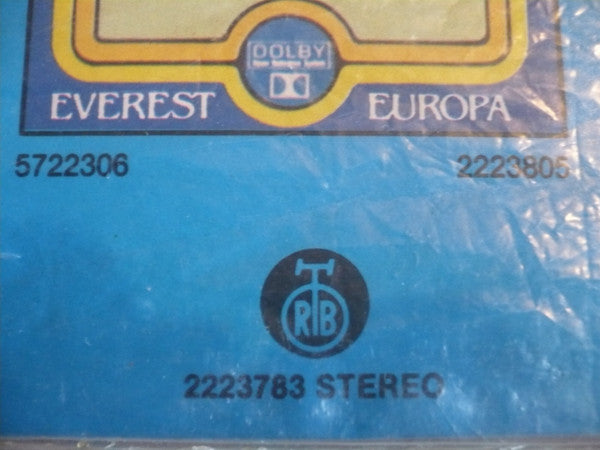 DOLBY
EVEREST EUROPA
5722306 2223805
RTB
2223783 STEREO